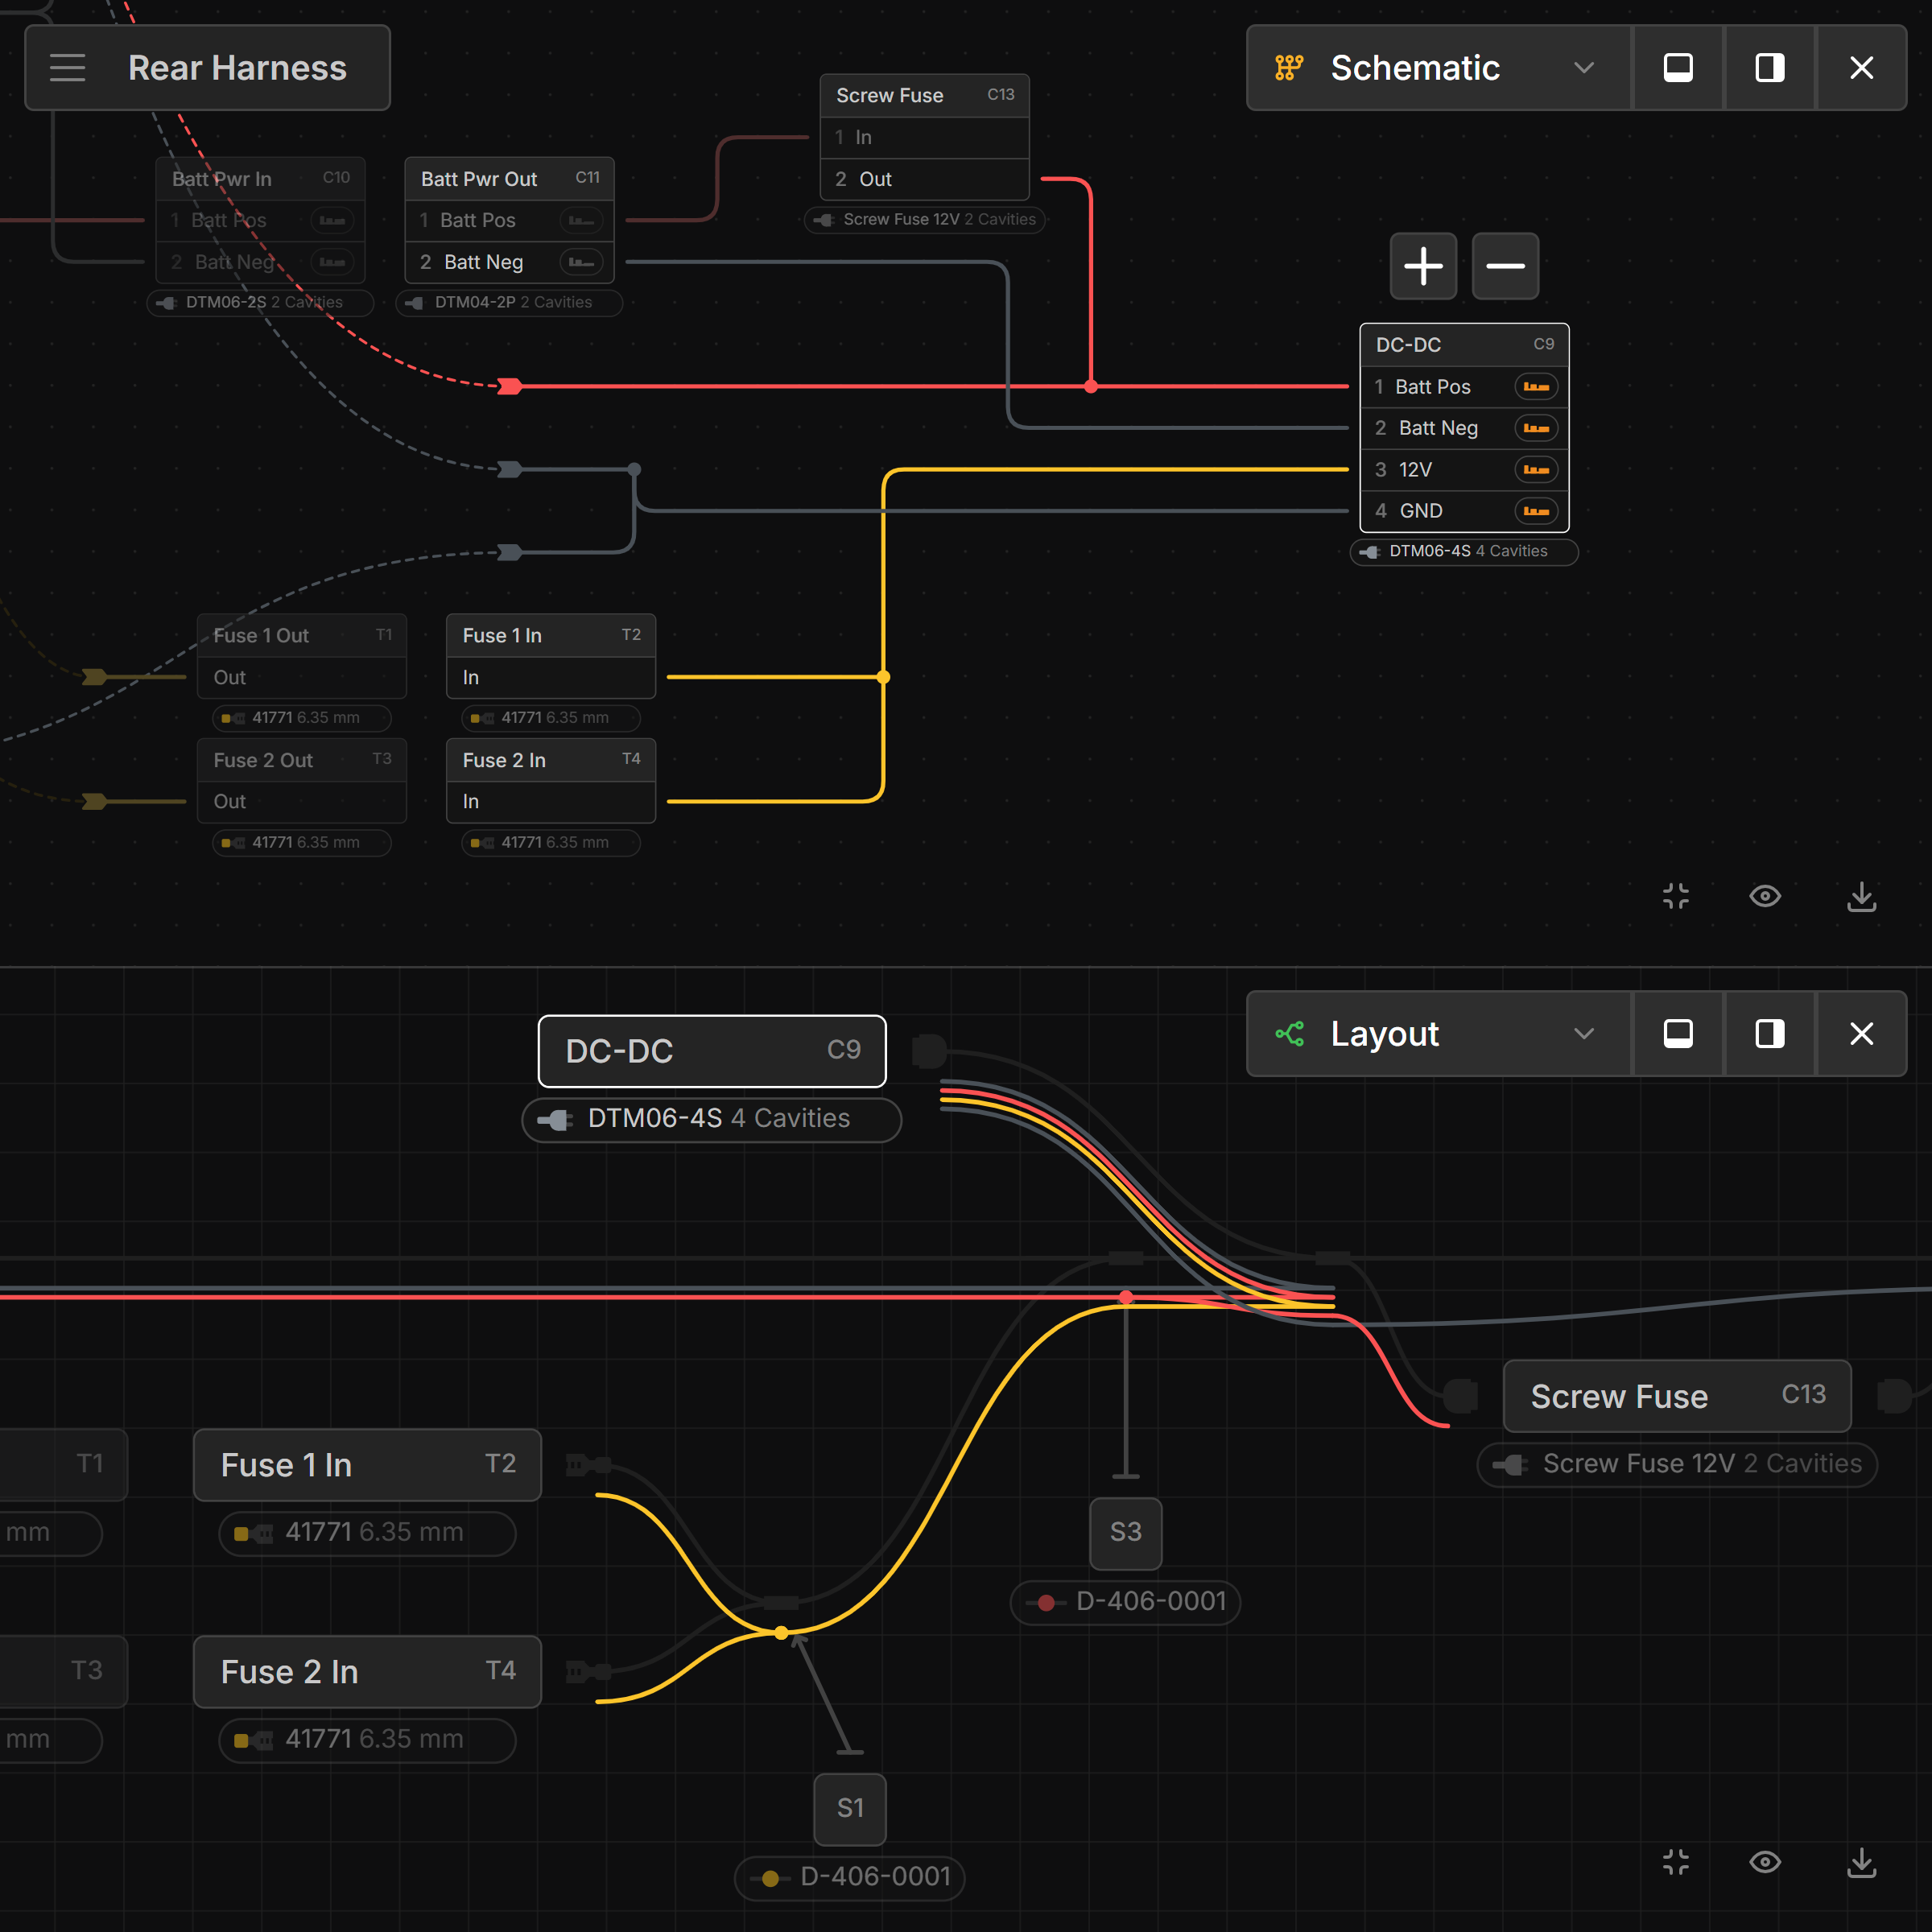 Rear Harness
Schematic
Screw Fuse C13
1 In
2 Out
Screw Fuse 12V 2 Cavities
Batt Pwr In C10
1 Batt Pos
2 Batt Neg
DTM06-2S 2 Cavities
Batt Pwr Out C11
1 Batt Pos
2 Batt Neg
DTM04-2P 2 Cavities
DC-DC C9
1 Batt Pos
2 Batt Neg
3 12V
4 GND
DTM06-4S 4 Cavities
Fuse 1 Out T1
Out
41771 6.35 mm
Fuse 1 In T2
In
41771 6.35 mm
Fuse 2 Out T3
Out
41771 6.35 mm
Fuse 2 In T4
In
41771 6.35 mm
Layout
DC-DC C9
DTM06-4S 4 Cavities
Screw Fuse C13
Screw Fuse 12V 2 Cavities
T1
mm
Fuse 1 In T2
41771 6.35 mm
S3
D-406-0001
T3
mm
Fuse 2 In T4
41771 6.35 mm
S1
D-406-0001